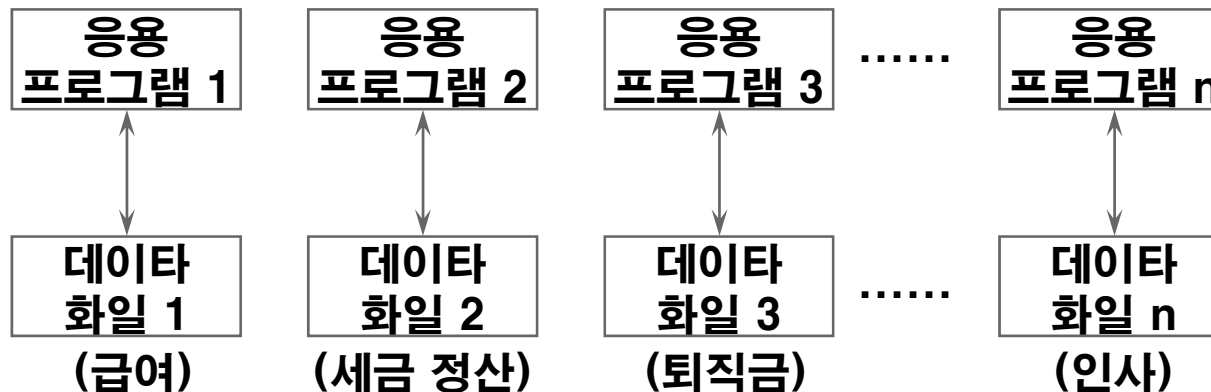 응용
프로그램 1
응용
프로그램 2
응용
프로그램 3
......
응용
프로그램 n
데이타
화일 1
데이타
화일 2
데이타
화일 3
......
데이타
화일 n
(급여)
(세금 정산)
(퇴직금)
(인사)